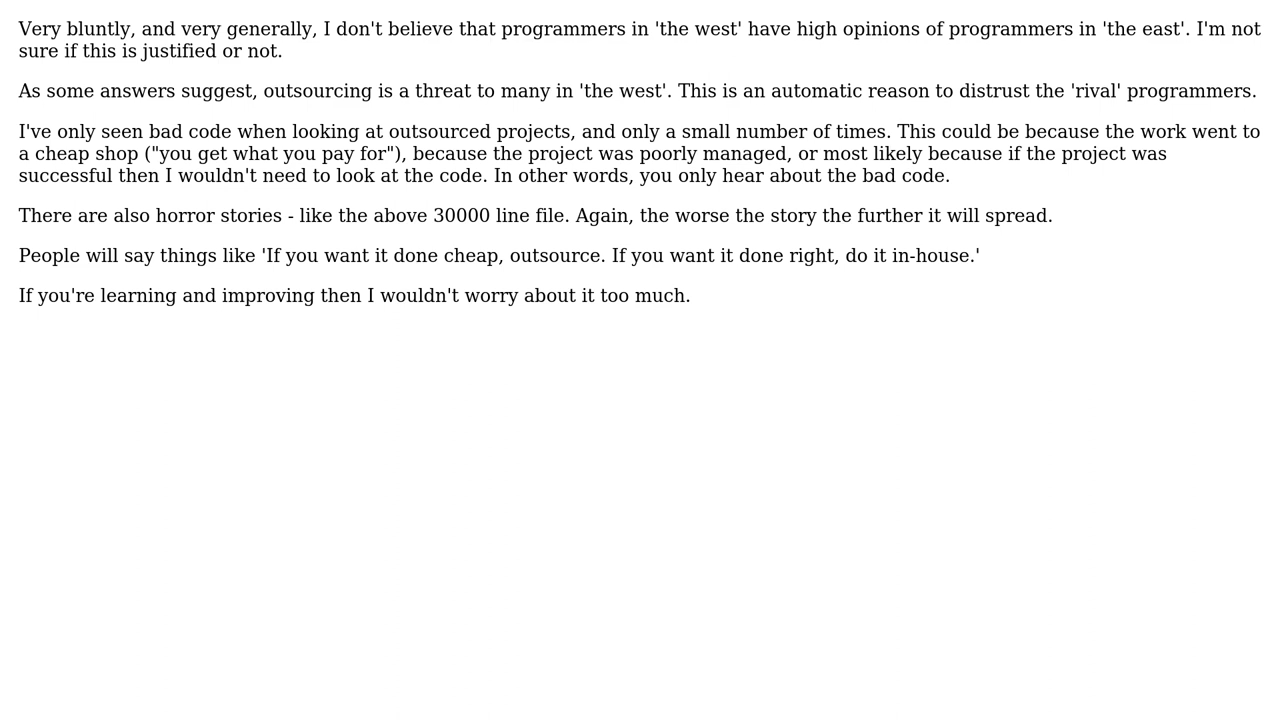 Very bluntly, and very generally, I don't believe that programmers in 'the west' have high opinions of programmers in 'the east'. I'm not
sure if this is justified or not.
As some answers suggest, outsourcing is a threat to many in 'the west'. This is an automatic reason to distrust the 'rival' programmers.
I've only seen bad code when looking at outsourced projects, and only a small number of times. This could be because the work went to
a cheap shop ("you get what you pay for"), because the project was poorly managed, or most likely because if the project was
successful then I wouldn't need to look at the code. In other words, you only hear about the bad code.
There are also horror stories - like the above 30000 line file. Again, the worse the story the further it will spread.
People will say things like 'If you want it done cheap, outsource. If you want it done right, do it in-house.'
If you're learning and improving then I wouldn't worry about it too much.